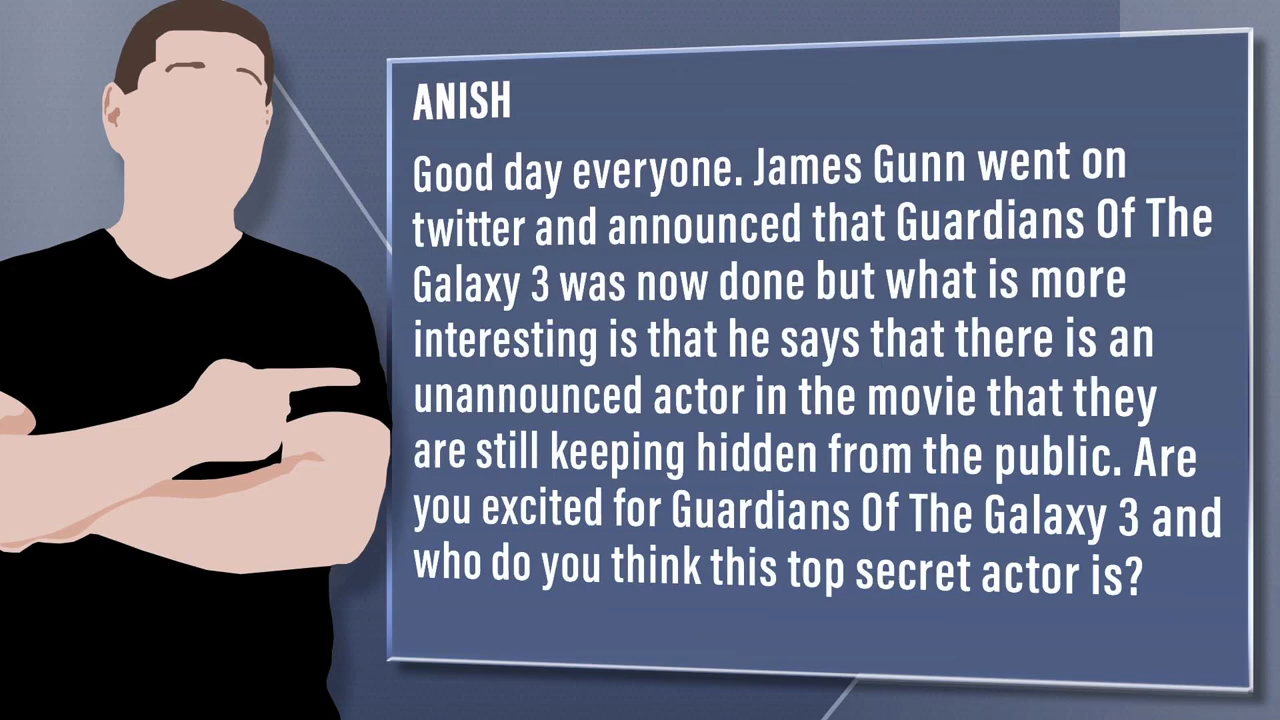 ANISH
Good day everyone. James Gunn went on
twitter and announced that Guardians Of The
Galaxy 3 was now done but what is more
interesting is that he says that there is an
unannounced actor in the movie that they
are still keeping hidden from the public. Are
you excited for Guardians Of The Galaxy 3 and
who do you think this top secret actor is?